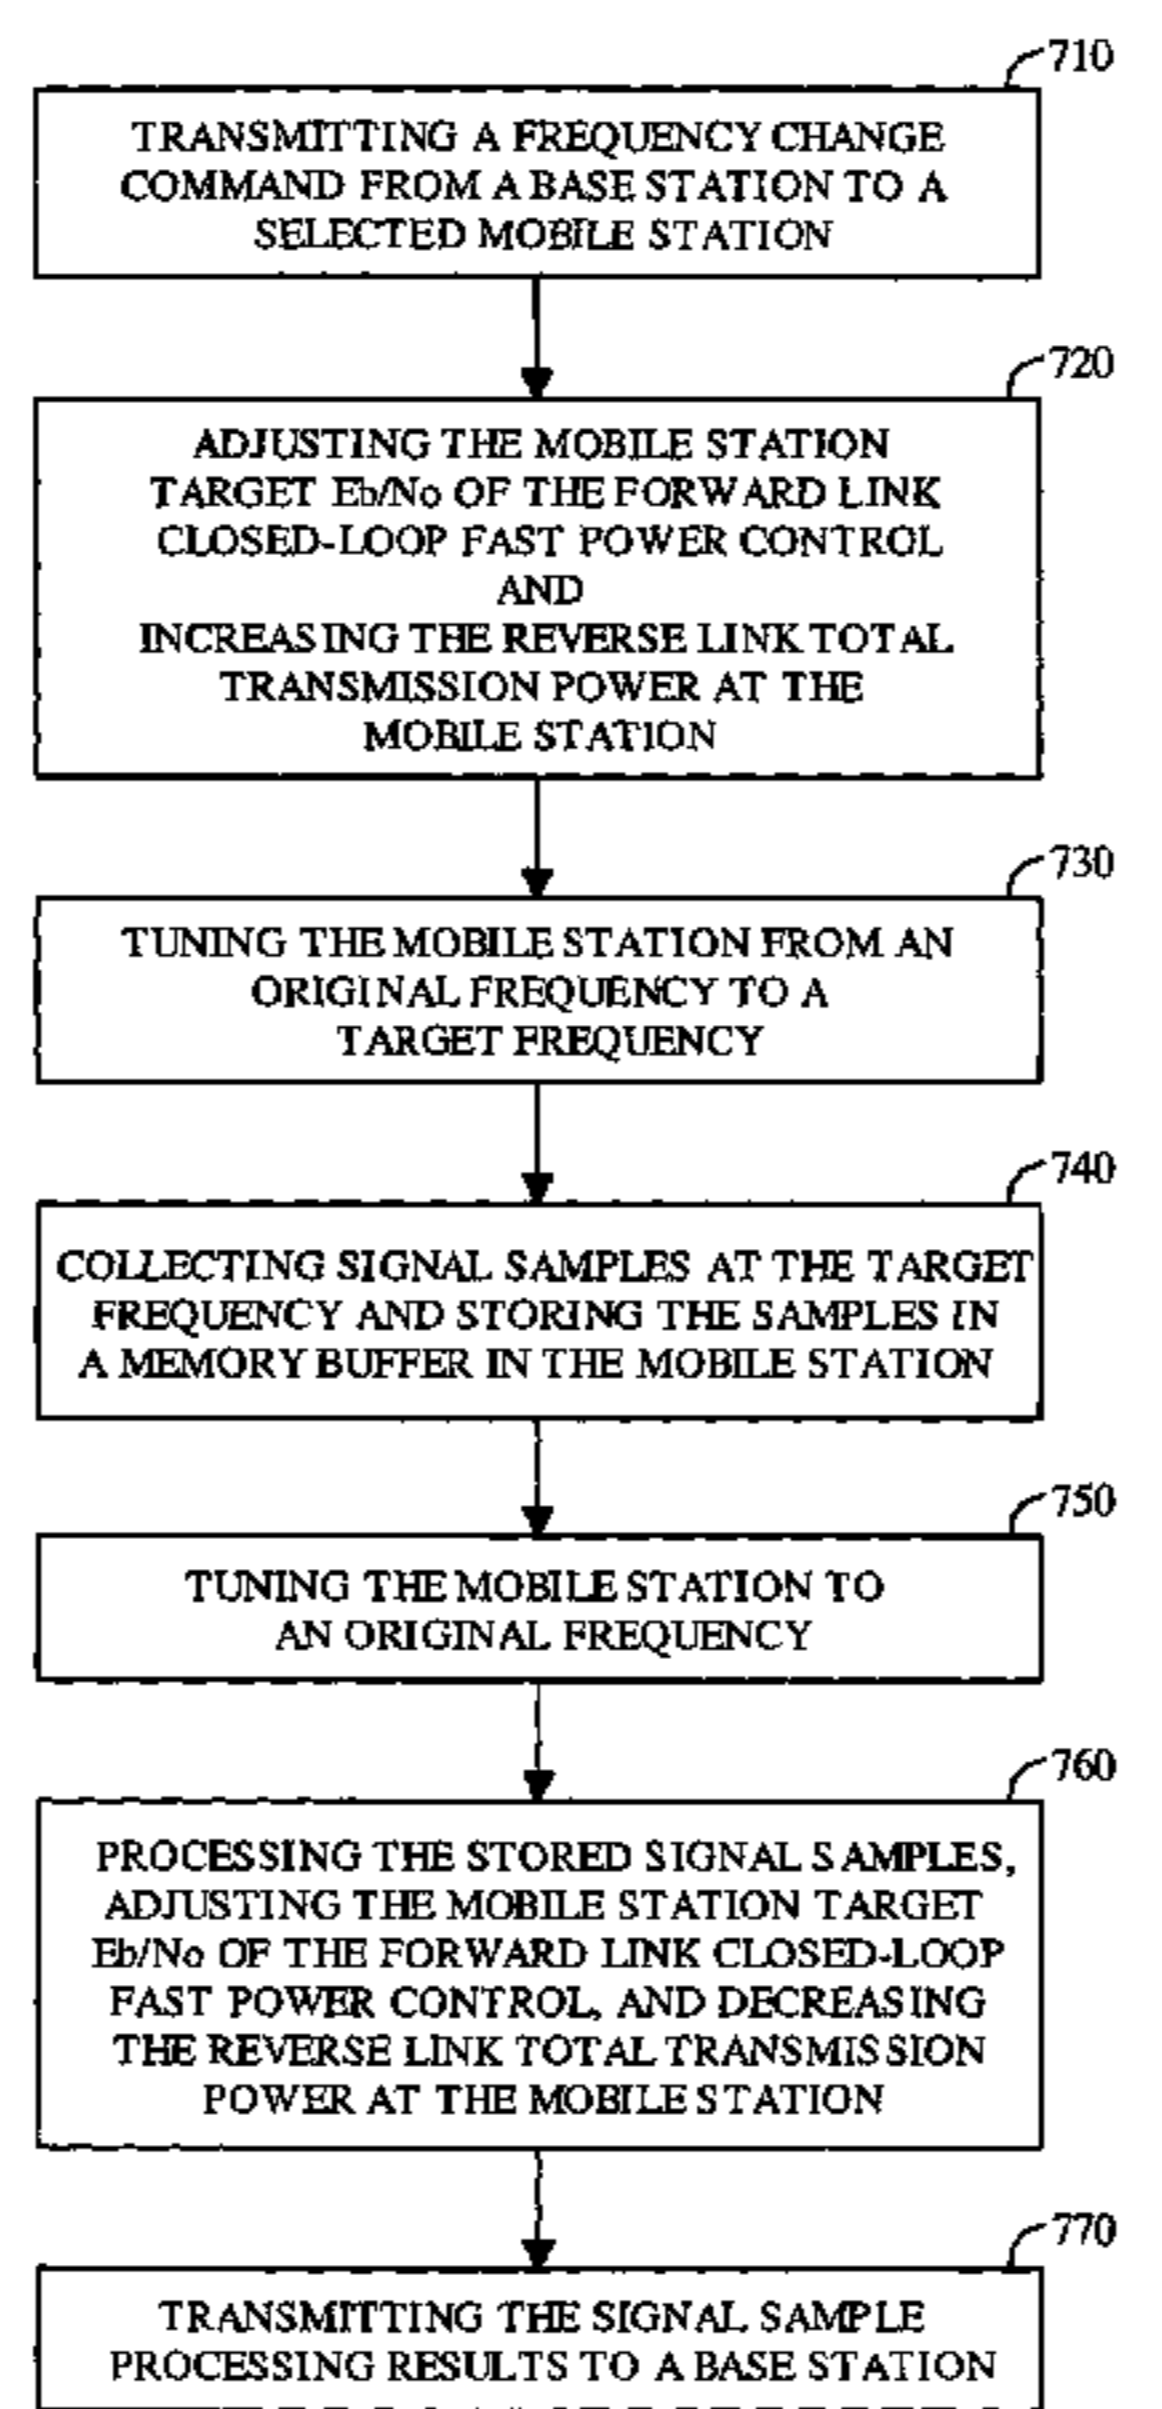 710
TRANSMITTING A FREQUENCY CHANGE
COMMAND FROM A BASE STATION TO A
SELECTED MOBILE STATION
720
ADJUSTING THE MOBILE STATION
TARGET Eb/No OF THE FORWARD LINK
CLOSED-LOOP FAST POWER CONTROL
AND
INCREASING THE REVERSE LINK TOTAL
TRANSMISSION POWER AT THE
MOBILE STATION
730
TUNING THE MOBILE STATION FROM AN
ORIGINAL FREQUENCY TO A
TARGET FREQUENCY
740
COLLECTING SIGNAL SAMPLES AT THE TARGET
FREQUENCY AND STORING THE SAMPLES IN
A MEMORY BUFFER IN THE MOBILE STATION
750
TUNING THE MOBILE STATION TO
AN ORIGINAL FREQUENCY
760
PROCESSING THE STORED SIGNAL SAMPLES,
ADJUSTING THE MOBILE STATION TARGET
Eb/No OF THE FORWARD LINK CLOSED-LOOP
FAST POWER CONTROL, AND DECREASING
THE REVERSE LINK TOTAL TRANSMISSION
POWER AT THE MOBILE STATION
770
TRANSMITTING THE SIGNAL SAMPLE
PROCESSING RESULTS TO A BASE STATION